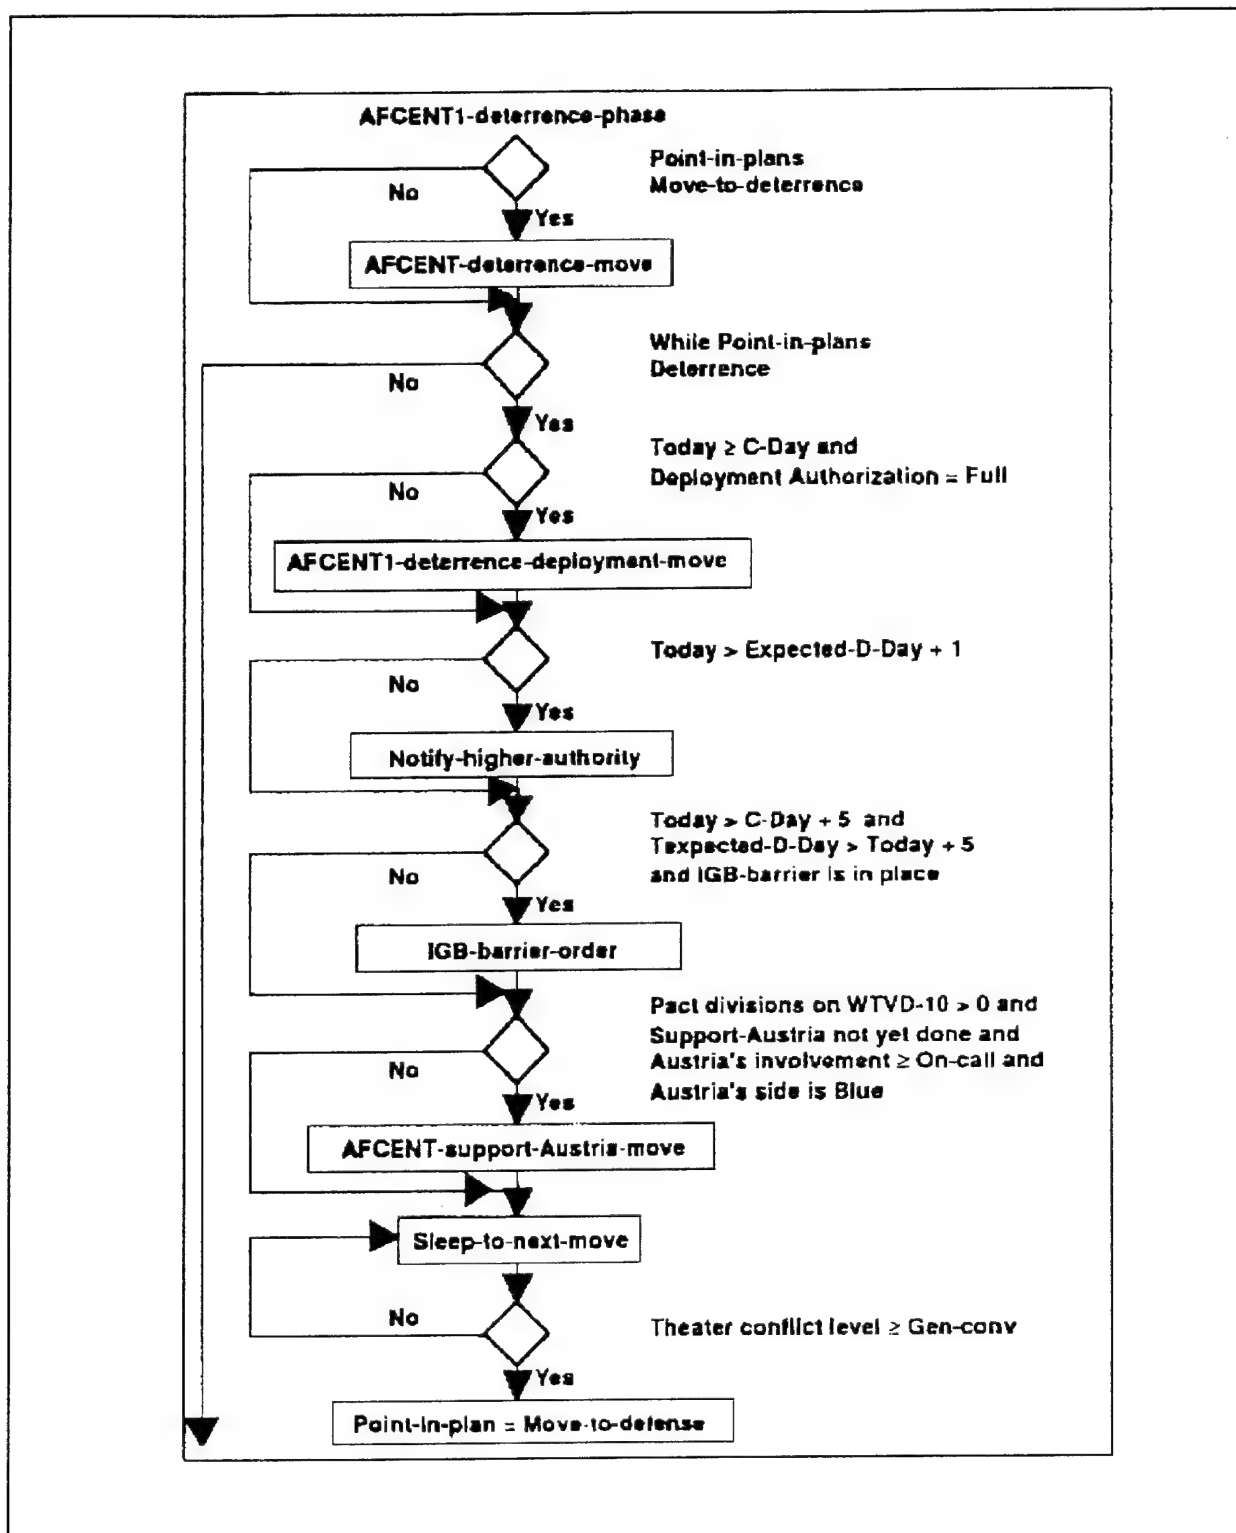 AFCENT1-deterrence-phase
Point-in-plans
Move-to-deterrence
No
Yes
AFCENT-deterrence-move
While Point-in-plans
Deterrence
No
Yes
Today ≥ C-Day and
Deployment Authorization = Full
No
Yes
AFCENT1-deterrence-deployment-move
Today > Expected-D-Day + 1
No
Yes
Notify-higher-authority
Today > C-Day + 5 and
Texpected-D-Day > Today + 5
and IGB-barrier is in place
No
Yes
IGB-barrier-order
Pact divisions on WTVD-10 > 0 and
Support-Austria not yet done and
Austria's involvement ≥ On-call and
Austria's side is Blue
No
Yes
AFCENT-support-Austria-move
Sleep-to-next-move
No
Theater conflict level ≥ Gen-conv
Yes
Point-in-plan = Move-to-defense